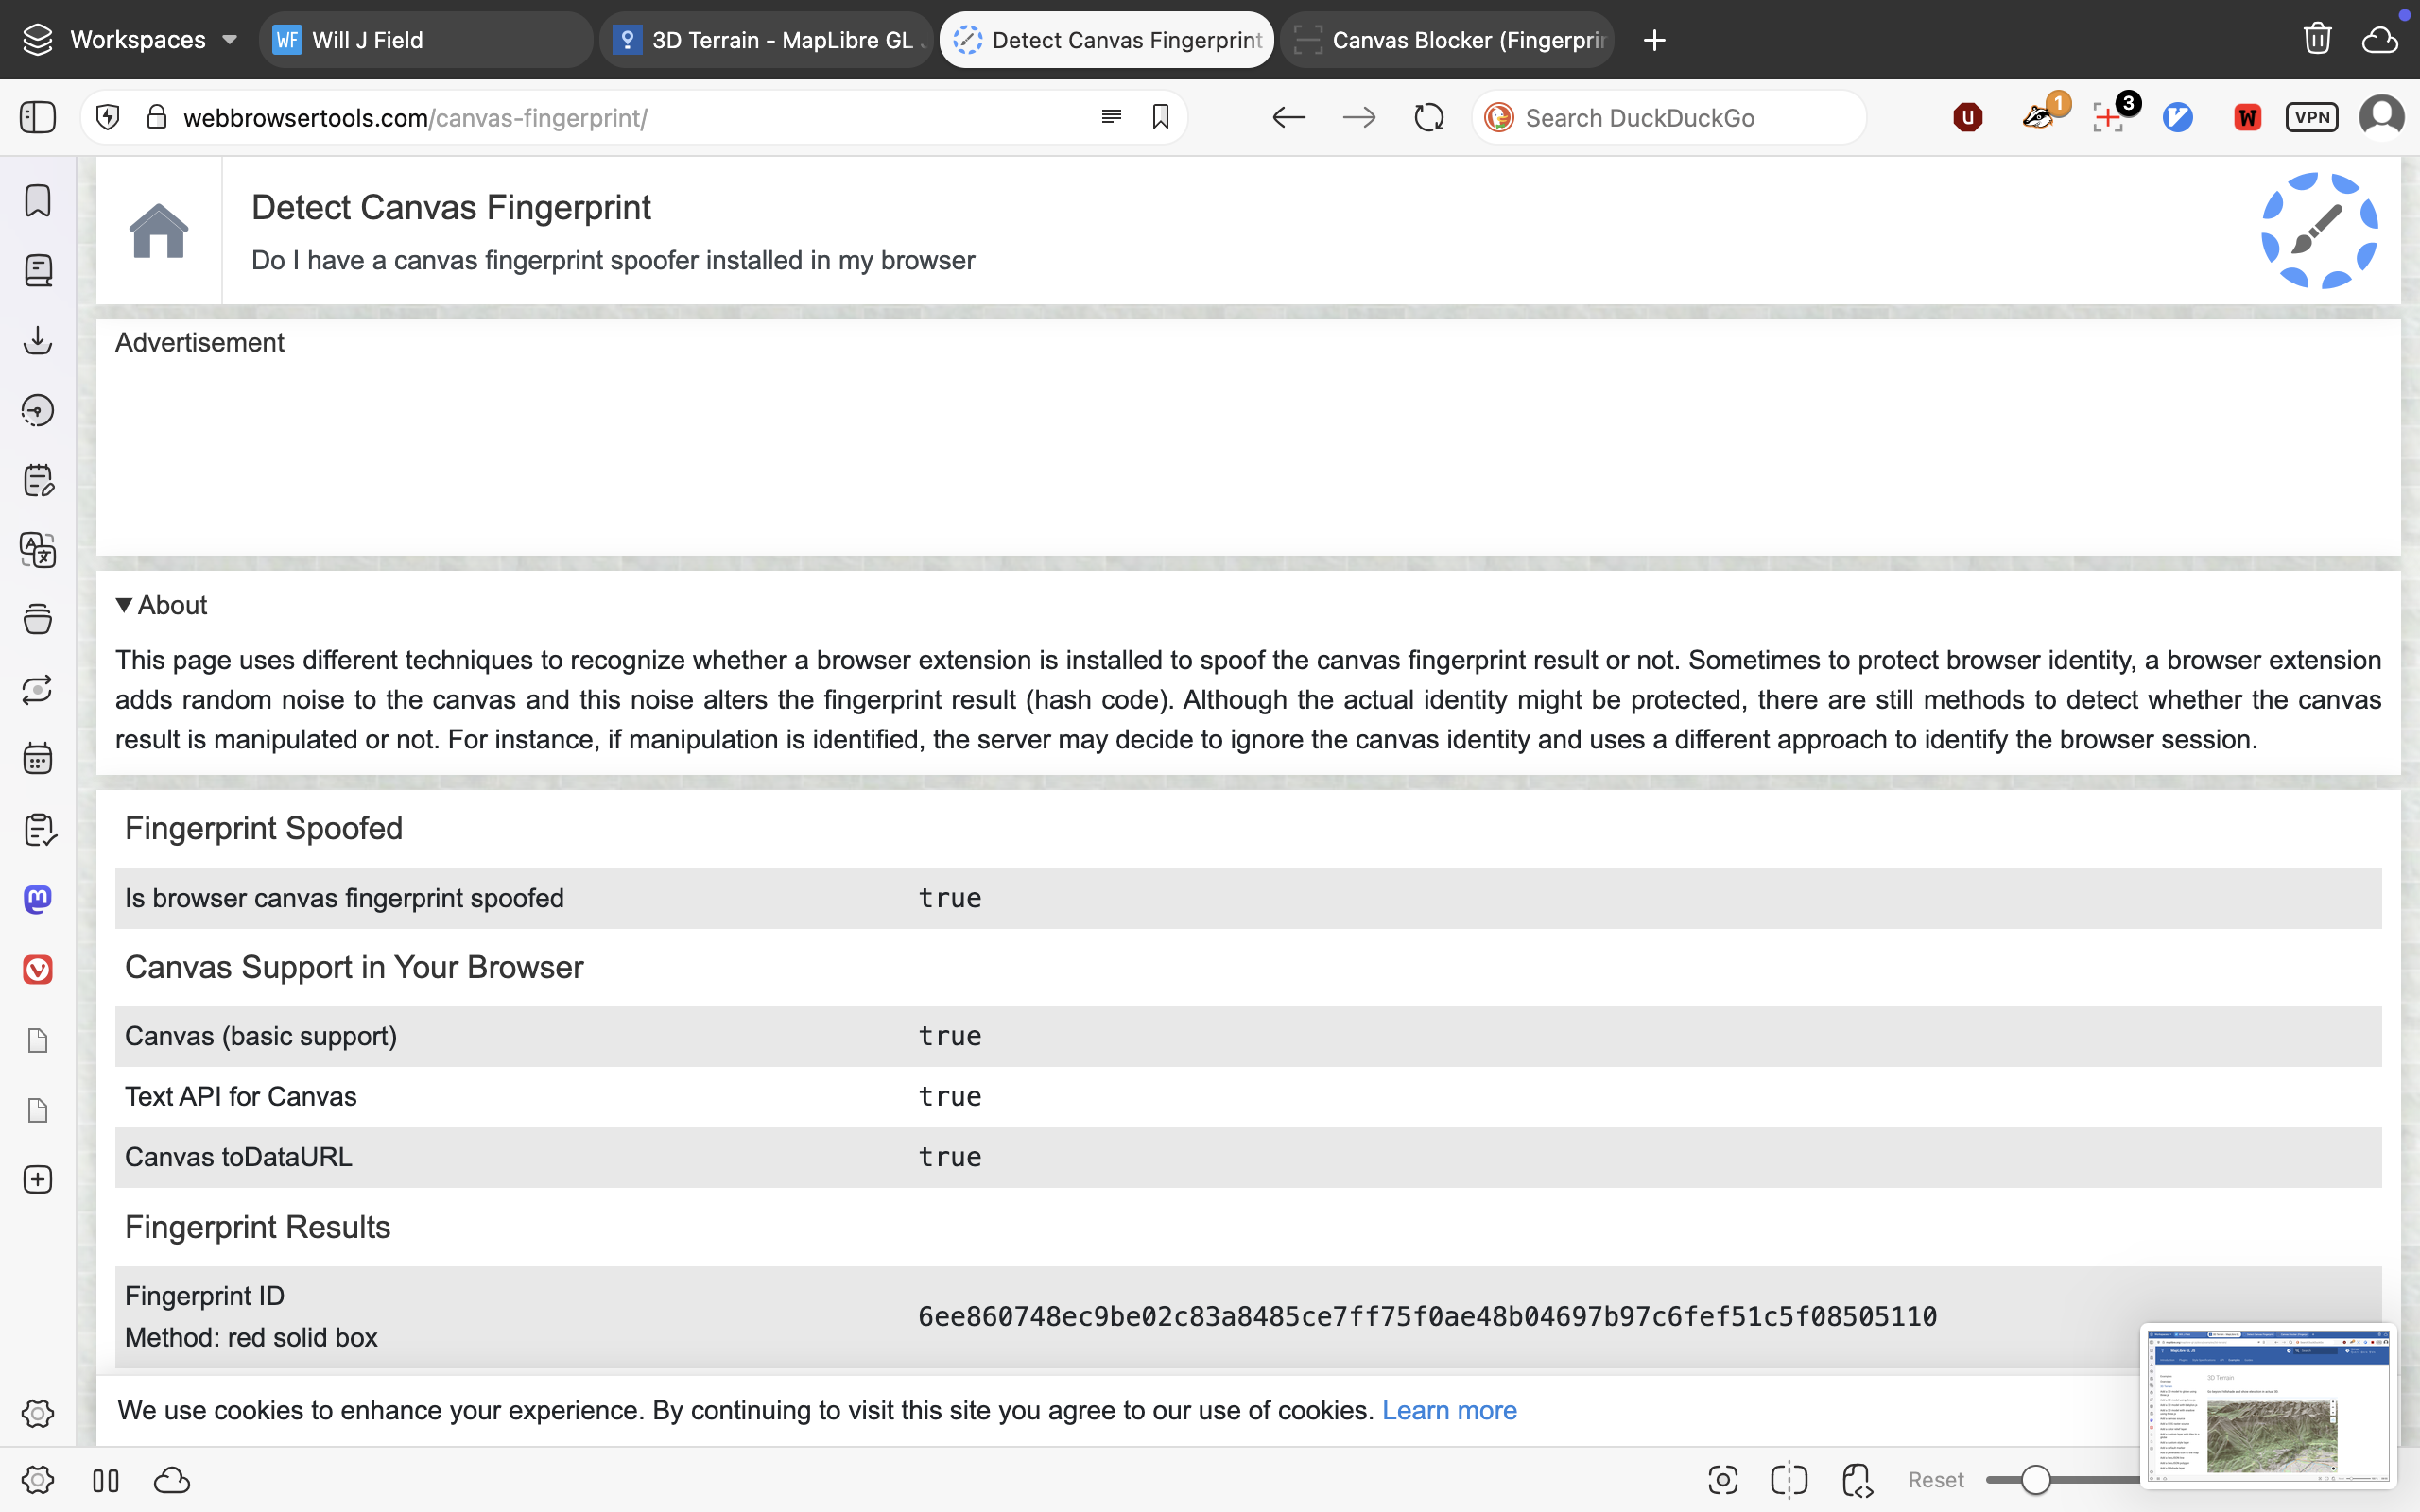 Workspaces
WF Will J Field
3D Terrain - MapLibre GL
Detect Canvas Fingerprint
Canvas Blocker (Fingerprin
webbrowsertools.com/canvas-fingerprint/
Search DuckDuckGo
1
3
VPN
Detect Canvas Fingerprint
Do I have a canvas fingerprint spoofer installed in my browser
Advertisement
About
This page uses different techniques to recognize whether a browser extension is installed to spoof the canvas fingerprint result or not. Sometimes to protect browser identity, a browser extension
adds random noise to the canvas and this noise alters the fingerprint result (hash code). Although the actual identity might be protected, there are still methods to detect whether the canvas
result is manipulated or not. For instance, if manipulation is identified, the server may decide to ignore the canvas identity and uses a different approach to identify the browser session.
Fingerprint Spoofed
Is browser canvas fingerprint spoofed true
Canvas Support in Your Browser
Canvas (basic support) true
Text API for Canvas true
Canvas toDataURL true
Fingerprint Results
Fingerprint ID
Method: red solid box
6ee860748ec9be02c83a8485ce7ff75f0ae48b04697b97c6fef51c5f08505110
We use cookies to enhance your experience. By continuing to visit this site you agree to our use of cookies. Learn more
Reset
3D Terrain